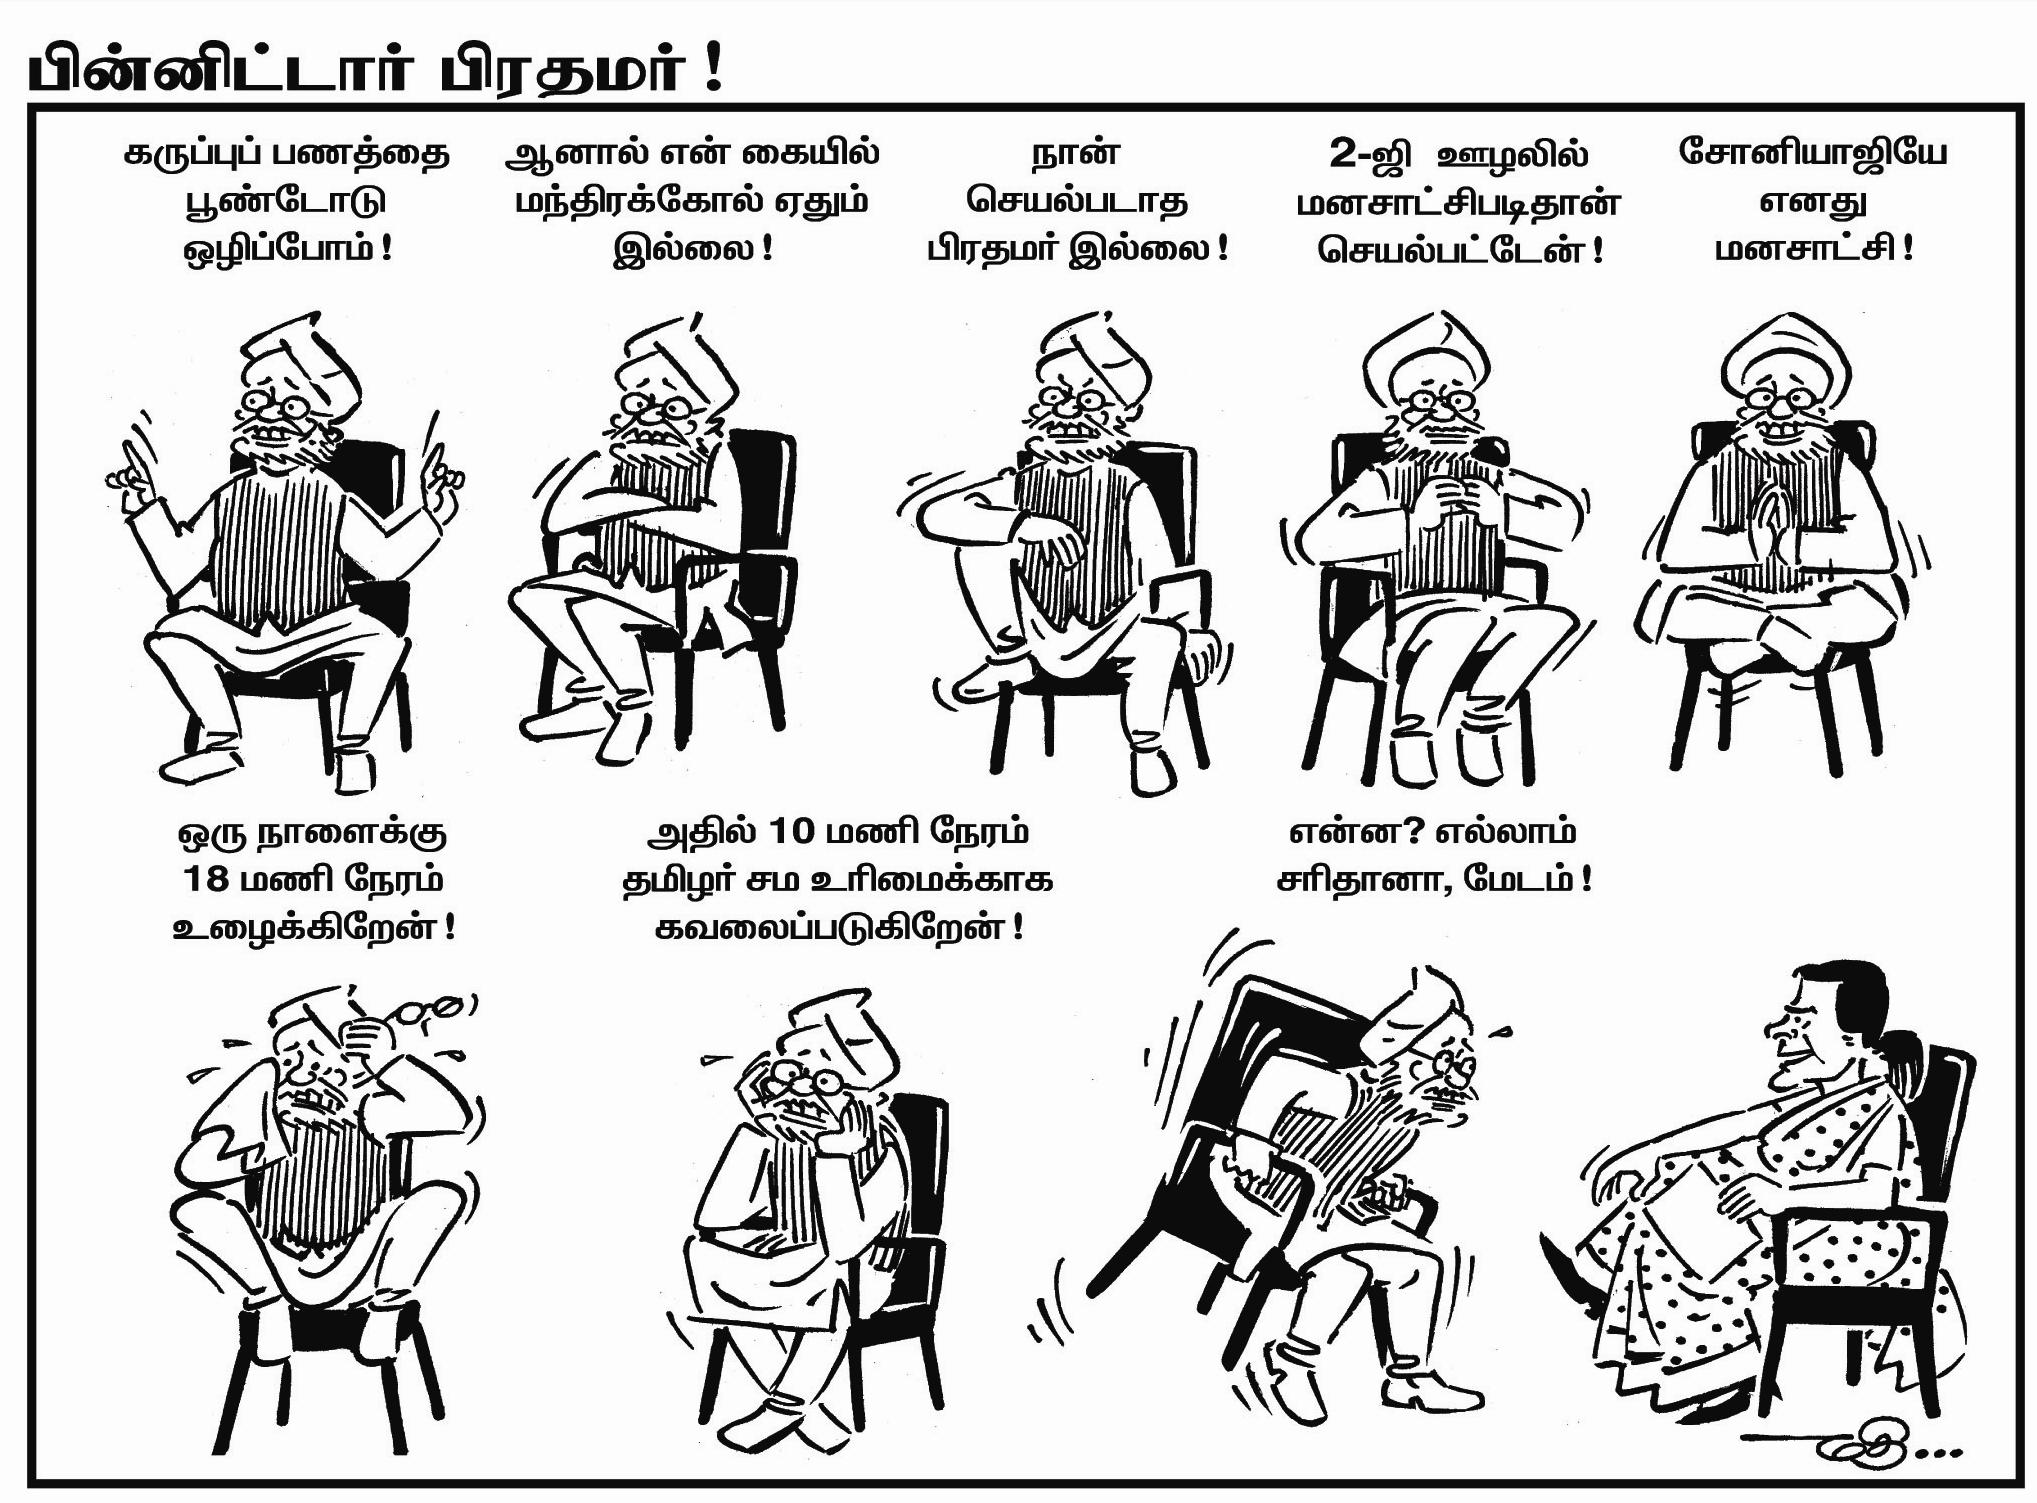 பின்னிட்டார் பிரதமர் !
கருப்புப் பணத்தை
பூண்டோடு
ஒழிப்போம் !
ஆனால் என் கையில்
மந்திரக்கோல் ஏதும்
இல்லை !
நான்
செயல்படாத
பிரதமர் இல்லை !
2-ஜி ஊழலில்
மனசாட்சிபடிதான்
செயல்பட்டேன் !
சோனியாஜியே
எனது
மனசாட்சி !
ஒரு நாளைக்கு
18 மணி நேரம்
உழைக்கிறேன் !
அதில் 10 மணி நேரம்
தமிழர் சம உரிமைக்காக
கவலைப்படுகிறேன் !
என்ன? எல்லாம்
சரிதானா, மேடம் !